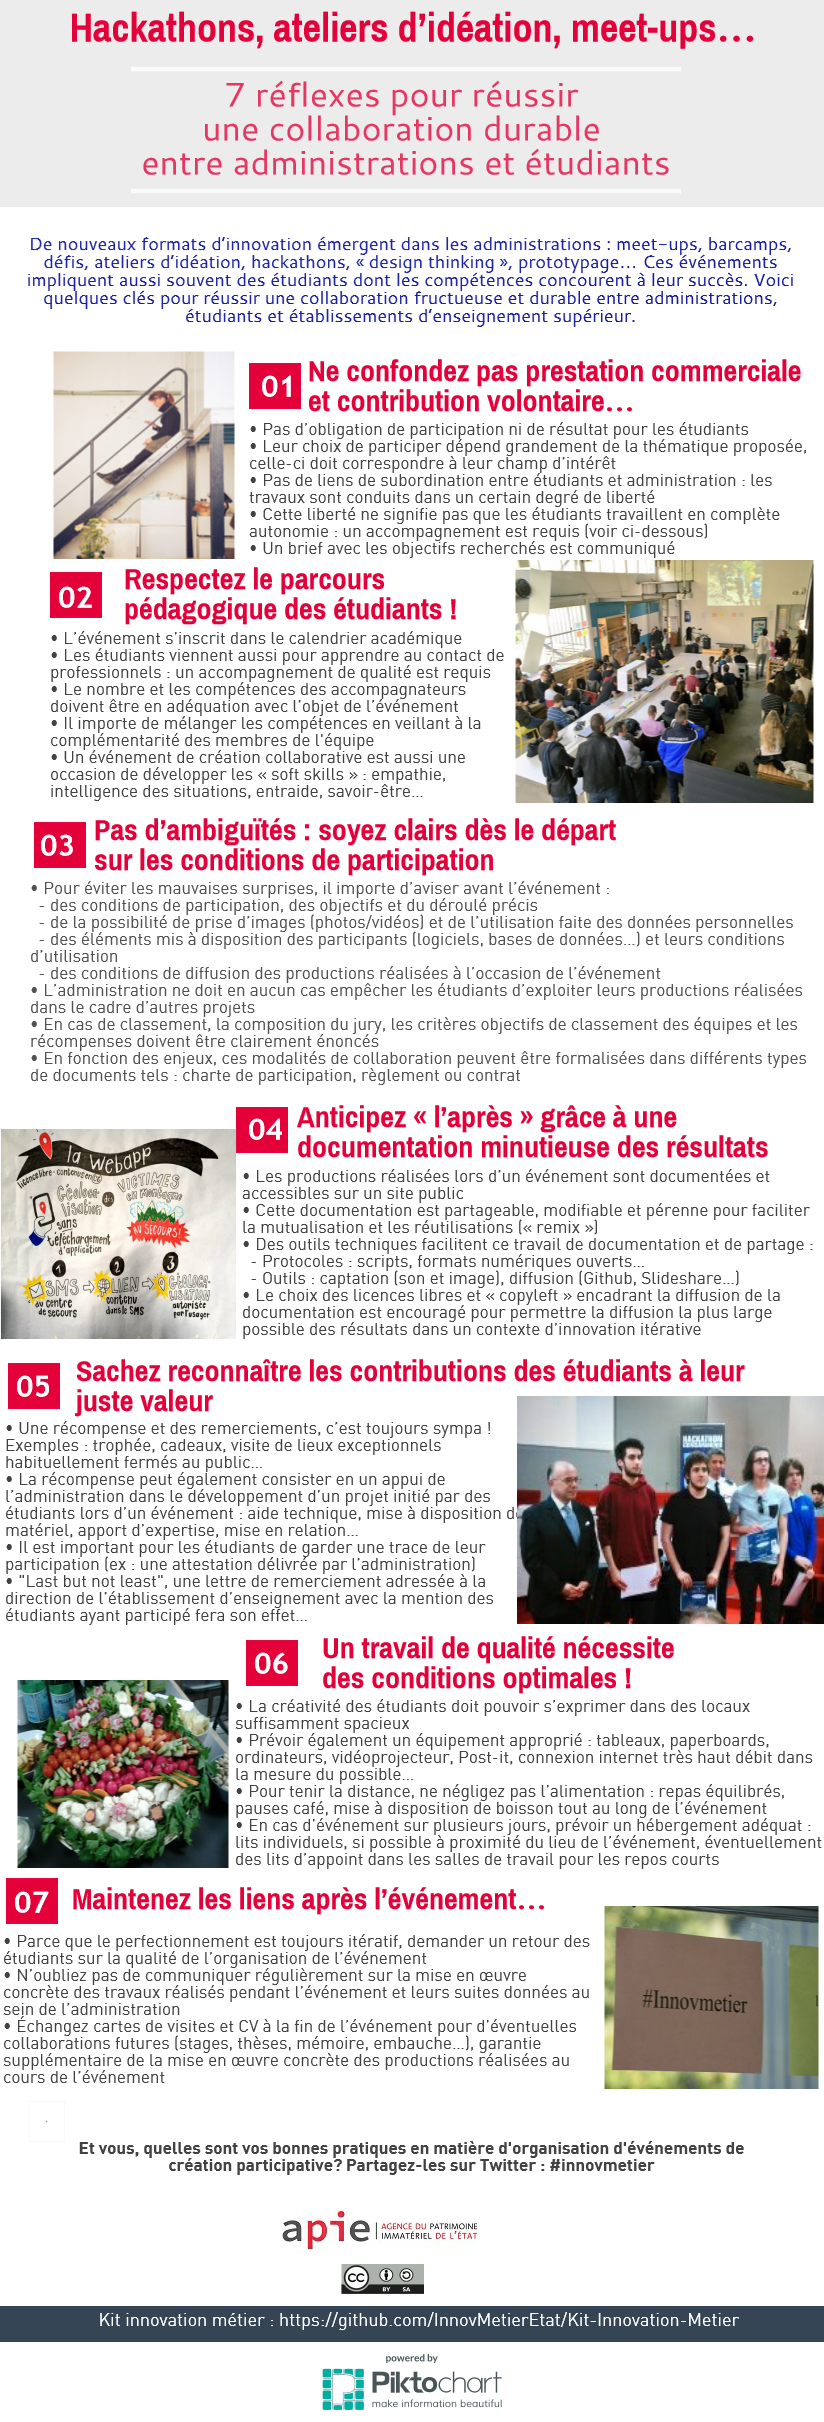 Hackathons, ateliers d’idéation, meet-ups…
7 réflexes pour réussir
une collaboration durable
entre administrations et étudiants
De nouveaux formats d’innovation émergent dans les administrations : meet-ups, barcamps,
défis, ateliers d’idéation, hackathons, « design thinking », prototypage… Ces événements
impliquent aussi souvent des étudiants dont les compétences concourent à leur succès. Voici
quelques clés pour réussir une collaboration fructueuse et durable entre administrations,
étudiants et établissements d’enseignement supérieur.
01 Ne confondez pas prestation commerciale
et contribution volontaire…
• Pas d’obligation de participation ni de résultat pour les étudiants
• Leur choix de participer dépend grandement de la thématique proposée,
celle-ci doit correspondre à leur champ d’intérêt
• Pas de liens de subordination entre étudiants et administration : les
travaux sont conduits dans un certain degré de liberté
• Cette liberté ne signifie pas que les étudiants travaillent en complète
autonomie : un accompagnement est requis (voir ci-dessous)
• Un brief avec les objectifs recherchés est communiqué
02 Respectez le parcours
pédagogique des étudiants !
• L’événement s’inscrit dans le calendrier académique
• Les étudiants viennent aussi pour apprendre au contact de
professionnels : un accompagnement de qualité est requis
• Le nombre et les compétences des accompagnateurs
doivent être en adéquation avec l’objet de l’événement
• Il importe de mélanger les compétences en veillant à la
complémentarité des membres de l'équipe
• Un événement de création collaborative est aussi une
occasion de développer les « soft skills » : empathie,
intelligence des situations, entraide, savoir-être…
03 Pas d’ambiguïtés : soyez clairs dès le départ
sur les conditions de participation
• Pour éviter les mauvaises surprises, il importe d’aviser avant l’événement :
- des conditions de participation, des objectifs et du déroulé précis
- de la possibilité de prise d’images (photos/vidéos) et de l’utilisation faite des données personnelles
- des éléments mis à disposition des participants (logiciels, bases de données…) et leurs conditions
d’utilisation
- des conditions de diffusion des productions réalisées à l’occasion de l’événement
• L’administration ne doit en aucun cas empêcher les étudiants d’exploiter leurs productions réalisées
dans le cadre d’autres projets
• En cas de classement, la composition du jury, les critères objectifs de classement des équipes et les
récompenses doivent être clairement énoncés
• En fonction des enjeux, ces modalités de collaboration peuvent être formalisées dans différents types
de documents tels : charte de participation, règlement ou contrat
04 Anticipez « l’après » grâce à une
documentation minutieuse des résultats
• Les productions réalisées lors d’un événement sont documentées et
accessibles sur un site public
• Cette documentation est partageable, modifiable et pérenne pour faciliter
la mutualisation et les réutilisations (« remix »)
• Des outils techniques facilitent ce travail de documentation et de partage :
- Protocoles : scripts, formats numériques ouverts…
- Outils : captation (son et image), diffusion (Github, Slideshare…)
• Le choix des licences libres et « copyleft » encadrant la diffusion de la
documentation est encouragé pour permettre la diffusion la plus large
possible des résultats dans un contexte d’innovation itérative
la webapp
licence libre - contenus
Géoloca-
lisation
des
VICTIMES
en montagne
sans
téléchargement
d'application
AU SECOURS!
1 2 3
SMS LIEN GÉOLOCA-
LISATION
au centre
de secours
contenu
dans le SMS
autorisée
par l'usager
05 Sachez reconnaître les contributions des étudiants à leur
juste valeur
• Une récompense et des remerciements, c’est toujours sympa !
Exemples : trophée, cadeaux, visite de lieux exceptionnels
habituellement fermés au public…
• La récompense peut également consister en un appui de
l’administration dans le développement d’un projet initié par des
étudiants lors d’un événement : aide technique, mise à disposition de
matériel, apport d’expertise, mise en relation…
• Il est important pour les étudiants de garder une trace de leur
participation (ex : une attestation délivrée par l’administration)
• "Last but not least", une lettre de remerciement adressée à la
direction de l’établissement d’enseignement avec la mention des
étudiants ayant participé fera son effet…
HACKATHON
06 Un travail de qualité nécessite
des conditions optimales !
• La créativité des étudiants doit pouvoir s’exprimer dans des locaux
suffisamment spacieux
• Prévoir également un équipement approprié : tableaux, paperboards,
ordinateurs, vidéoprojecteur, Post-it, connexion internet très haut débit dans
la mesure du possible…
• Pour tenir la distance, ne négligez pas l’alimentation : repas équilibrés,
pauses café, mise à disposition de boisson tout au long de l’événement
• En cas d’événement sur plusieurs jours, prévoir un hébergement adéquat :
lits individuels, si possible à proximité du lieu de l’événement, éventuellement
des lits d’appoint dans les salles de travail pour les repos courts
07 Maintenez les liens après l’événement…
• Parce que le perfectionnement est toujours itératif, demander un retour des
étudiants sur la qualité de l’organisation de l’événement
• N’oubliez pas de communiquer régulièrement sur la mise en œuvre
concrète des travaux réalisés pendant l’événement et leurs suites données au
sein de l’administration
• Échangez cartes de visites et CV à la fin de l’événement pour d’éventuelles
collaborations futures (stages, thèses, mémoire, embauche…), garantie
supplémentaire de la mise en œuvre concrète des productions réalisées au
cours de l’événement
#Innovmetier
Et vous, quelles sont vos bonnes pratiques en matière d'organisation d'événements de
création participative? Partagez-les sur Twitter : #innovmetier
apie AGENCE DU PATRIMOINE
IMMATÉRIEL DE L'ÉTAT
cc BY SA
Kit innovation métier : https://github.com/InnovMetierEtat/Kit-Innovation-Metier
powered by
Piktochart
make information beautiful